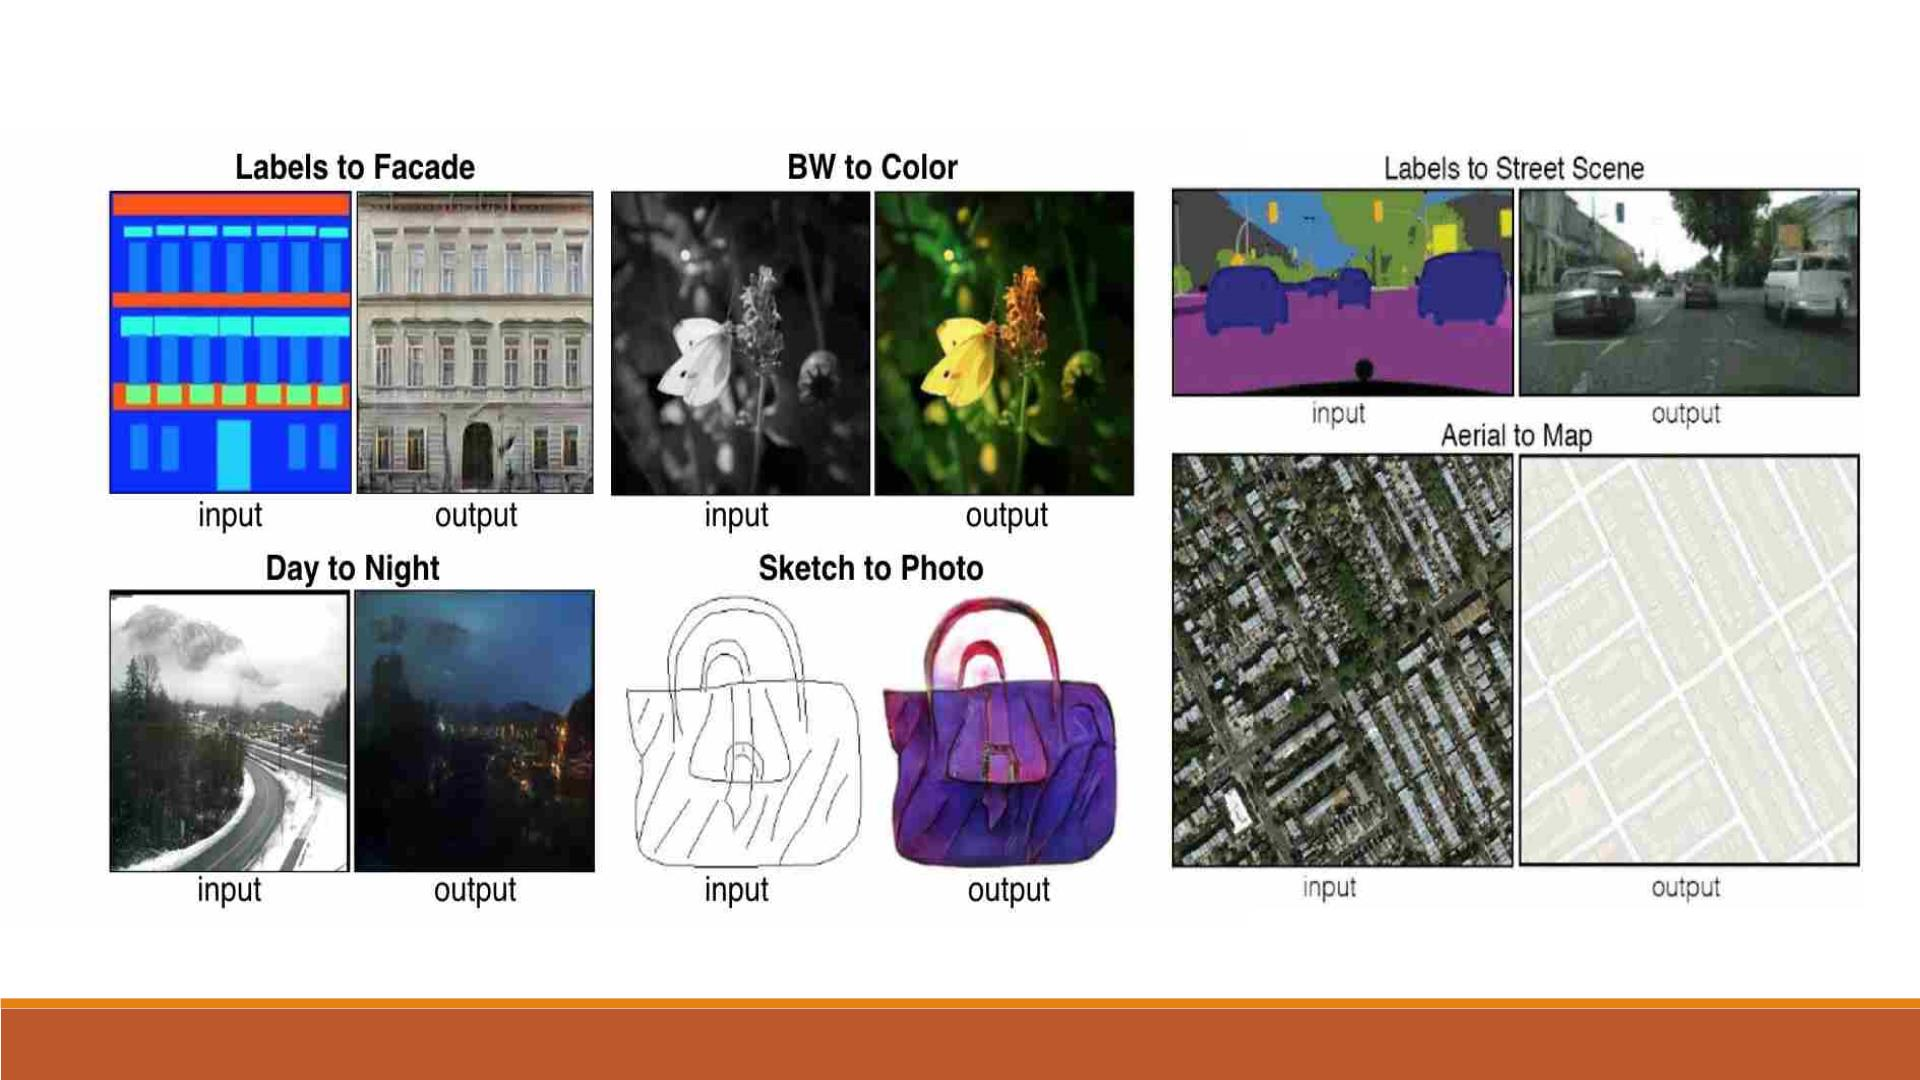 Labels to Facade
input
output
BW to Color
input
output
Labels to Street Scene
input
output
Day to Night
input
output
Sketch to Photo
input
output
Aerial to Map
input
output